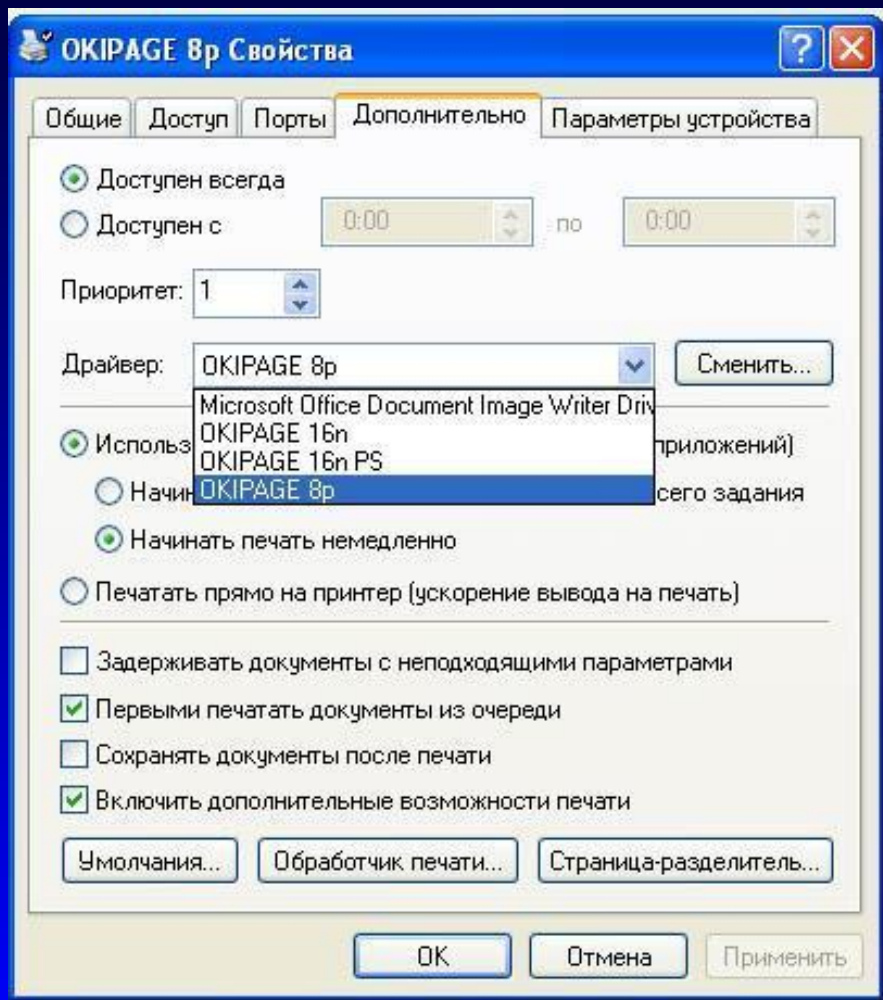 OKIPAGE 8p Свойства
Общие Доступ Порты Дополнительно Параметры устройства
Доступен всегда
Доступен с 0:00 по 0:00
Приоритет: 1
Драйвер: OKIPAGE 8p Сменить...
Microsoft Office Document Image Writer Driv
OKIPAGE 16n
Использ приложений)
OKIPAGE 16n PS
Начин OKIPAGE 8p сего задания
Начинать печать немедленно
Печатать прямо на принтер (ускорение вывода на печать)
Задерживать документы с неподходящими параметрами
Первыми печатать документы из очереди
Сохранять документы после печати
Включить дополнительные возможности печати
Умолчания... Обработчик печати... Страница-разделитель...
OK Отмена Применить